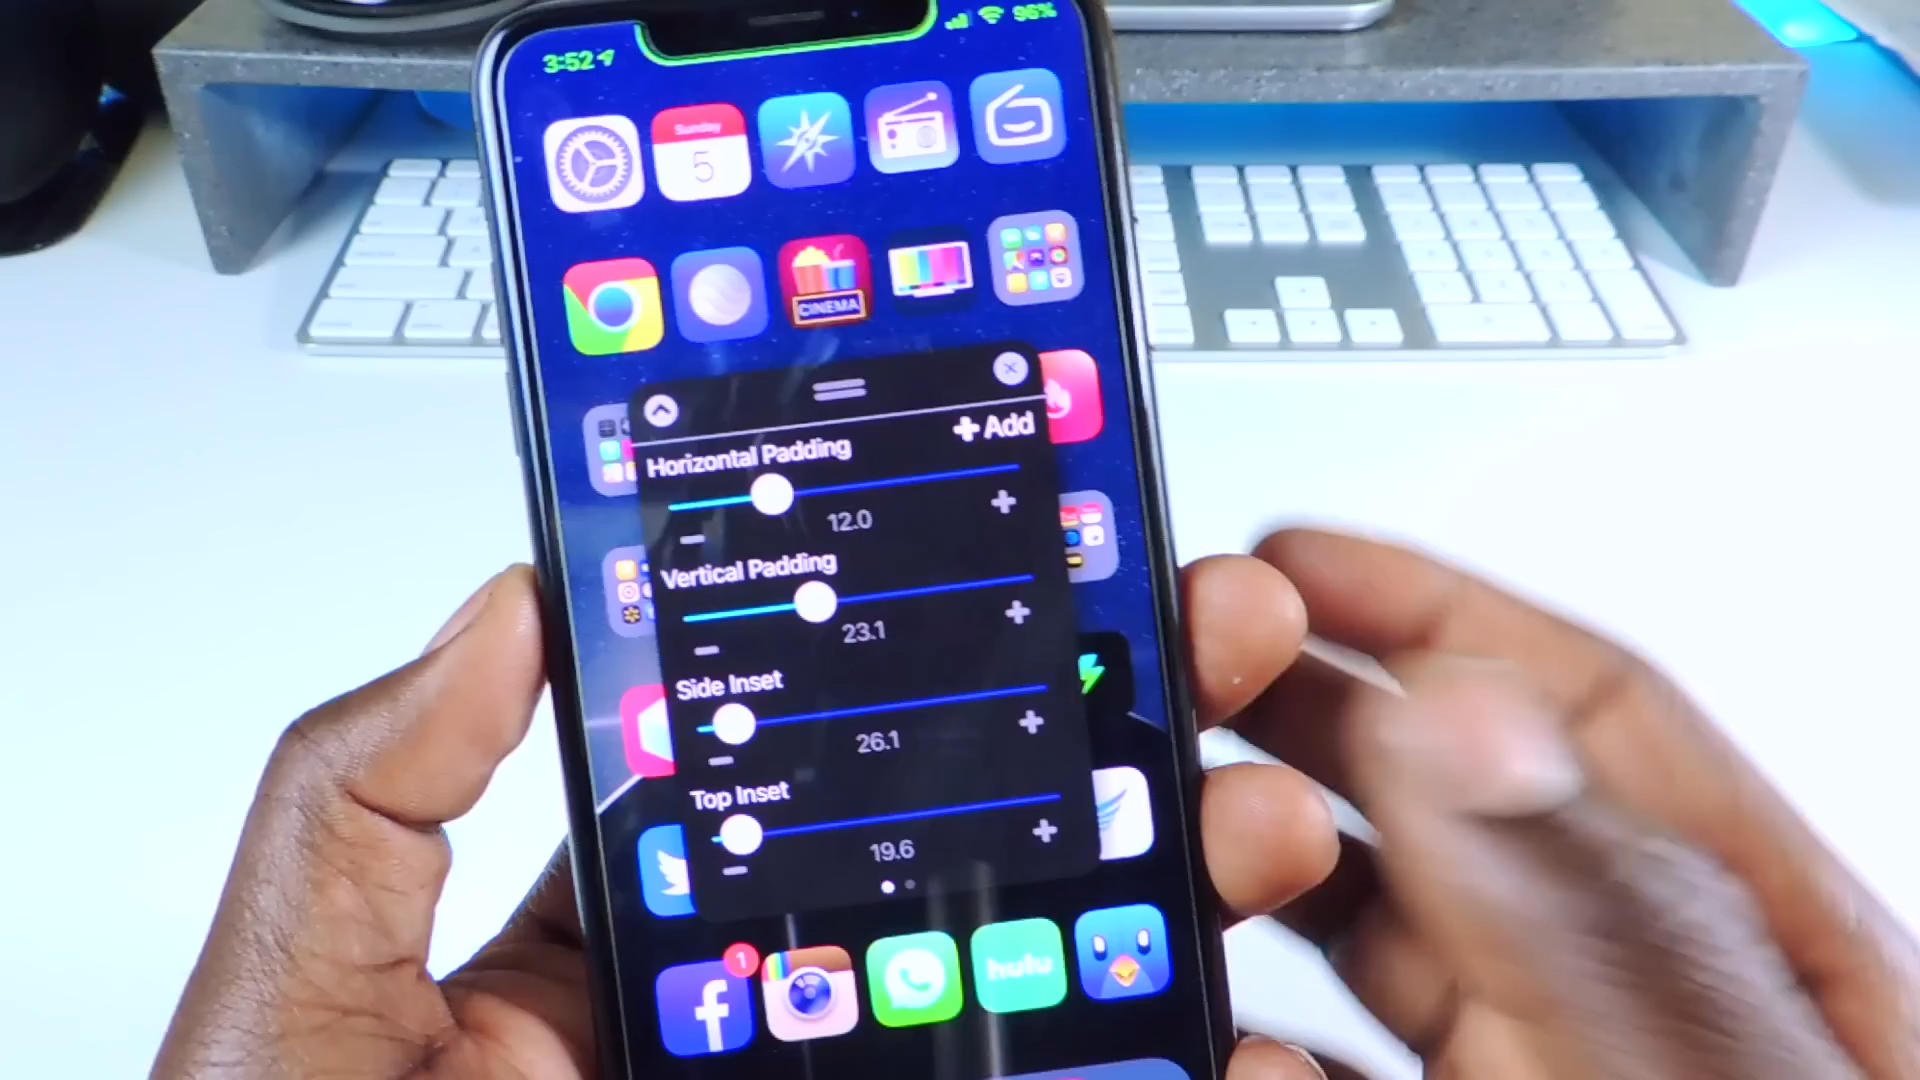 3:52
96%
Sunday
5
CINEMA
+ Add
Horizontal Padding
12.0
Vertical Padding
23.1
Side Inset
26.1
Top Inset
19.6
1
hulu